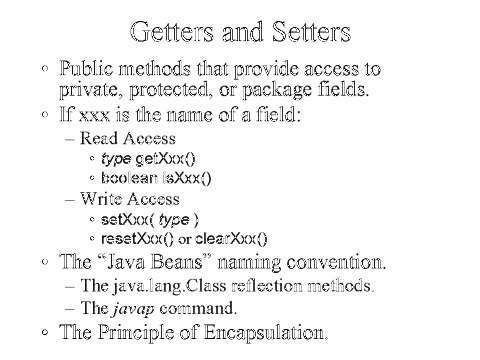 Getters and Setters
◦ Public methods that provide access to
private, protected, or package fields.
◦ If xxx is the name of a field:
– Read Access
◦ type getXxx()
◦ boolean isXxx()
– Write Access
◦ setXxx( type )
◦ resetXxx() or clearXxx()
◦ The “Java Beans” naming convention.
– The java.lang.Class reflection methods.
– The javap command.
◦ The Principle of Encapsulation.